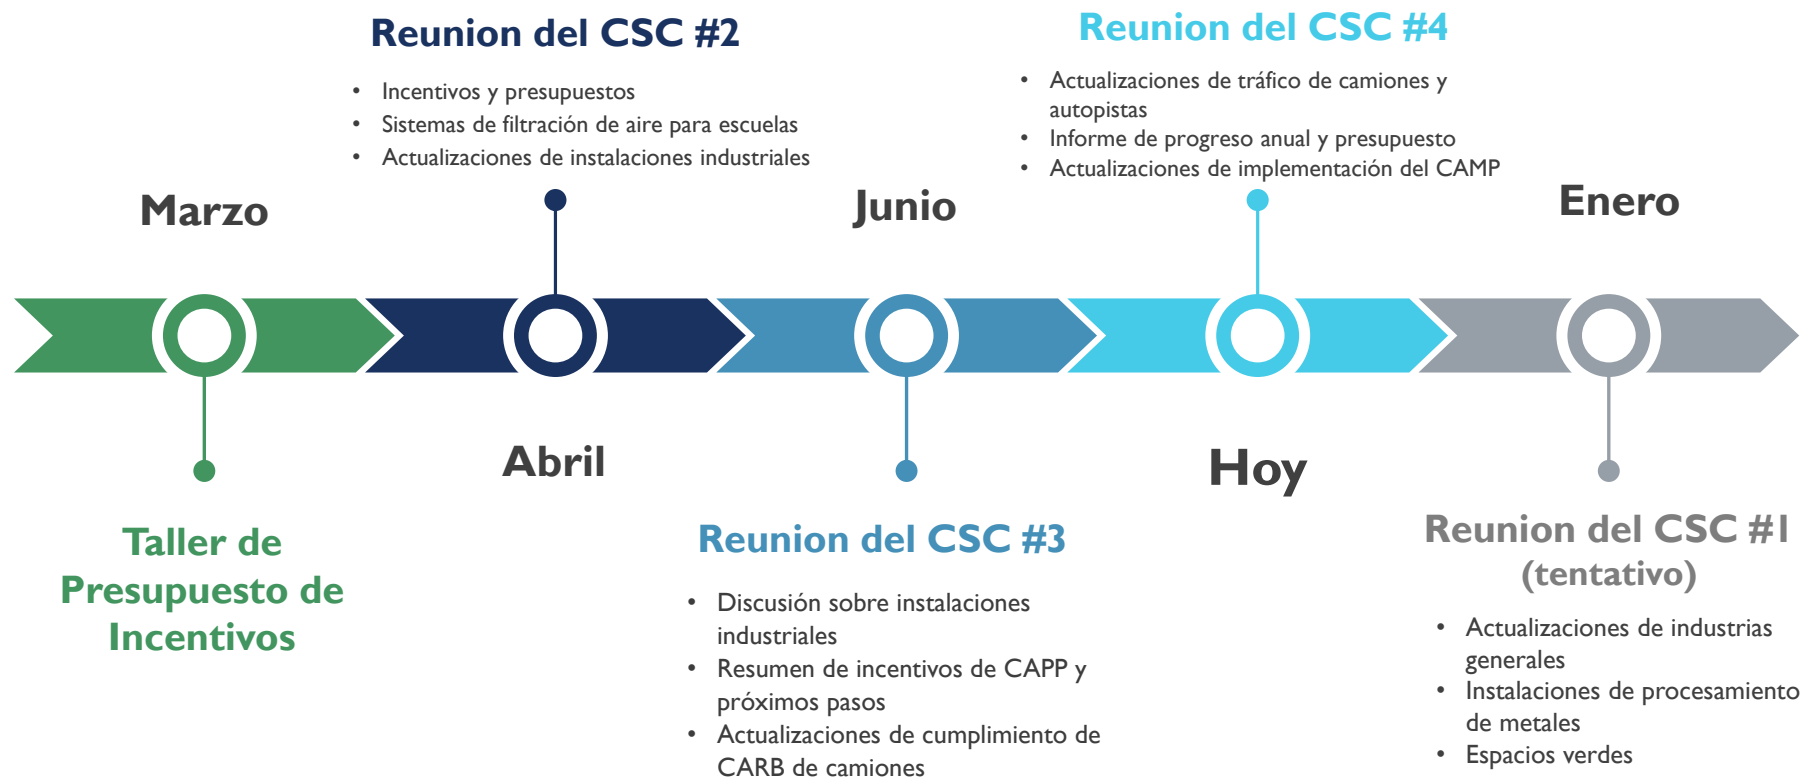 Marzo
Taller de
Presupuesto de
Incentivos
Reunion del CSC #2
• Incentivos y presupuestos
• Sistemas de filtración de aire para escuelas
• Actualizaciones de instalaciones industriales
Abril
Junio
Reunion del CSC #3
• Discusión sobre instalaciones
industriales
• Resumen de incentivos de CAPP y
próximos pasos
• Actualizaciones de cumplimiento de
CARB de camiones
Reunion del CSC #4
• Actualizaciones de tráfico de camiones y
autopistas
• Informe de progreso anual y presupuesto
• Actualizaciones de implementación del CAMP
Hoy
Enero
Reunion del CSC #1
(tentativo)
• Actualizaciones de industrias
generales
• Instalaciones de procesamiento
de metales
• Espacios verdes